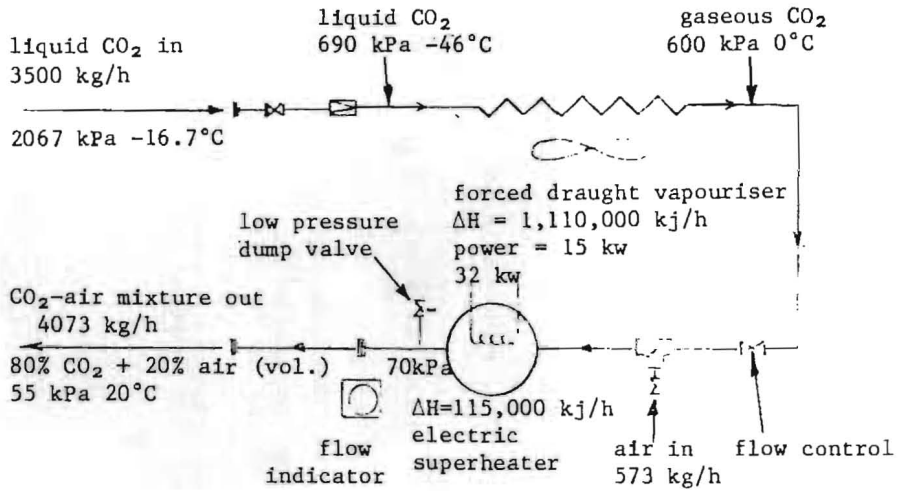 liquid CO₂ in
3500 kg/h
2067 kPa -16.7°C
liquid CO₂
690 kPa -46°C
gaseous CO₂
600 kPa 0°C
forced draught vapouriser
ΔH = 1,110,000 kj/h
power = 15 kw
32 kw
low pressure
dump valve
CO₂-air mixture out
4073 kg/h
80% CO₂ + 20% air (vol.)
55 kPa 20°C
70kPa
ΔH=115,000 kj/h
electric
superheater
flow
indicator
air in
573 kg/h
flow control